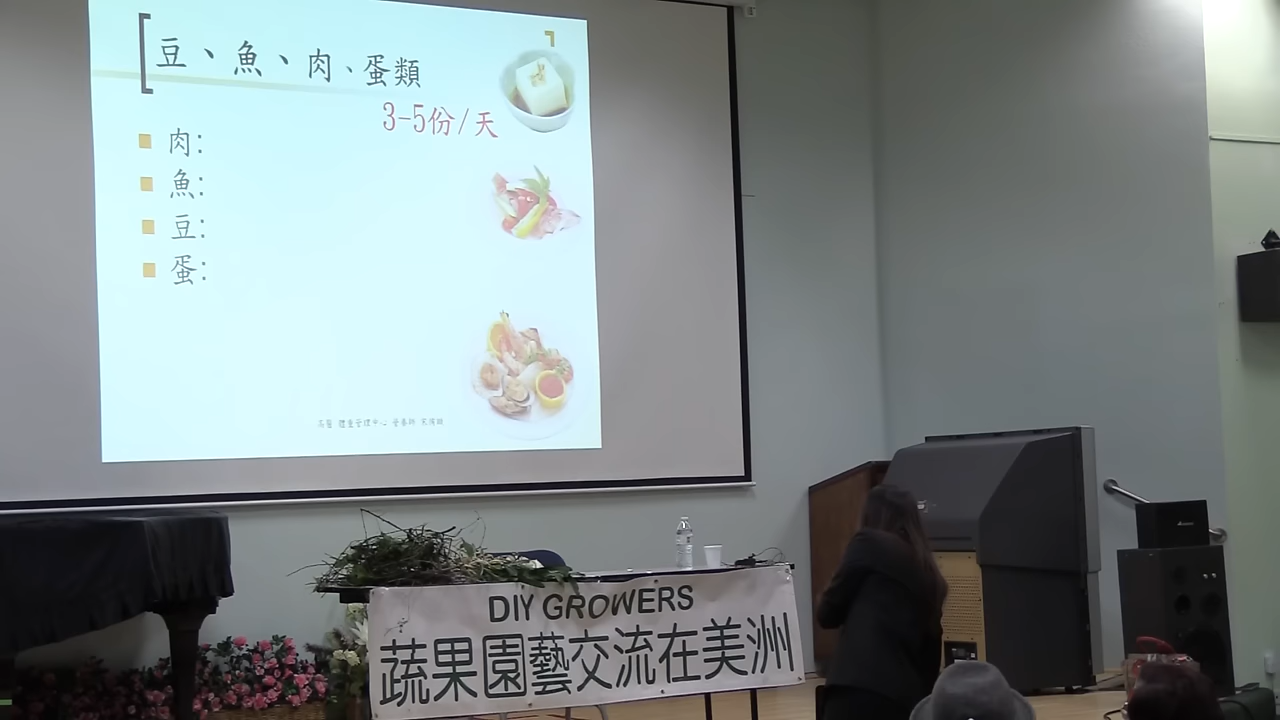 豆、魚、肉、蛋類
3-5份/天
肉:
魚:
豆:
蛋:
DIY GROWERS
蔬果園藝交流在美洲